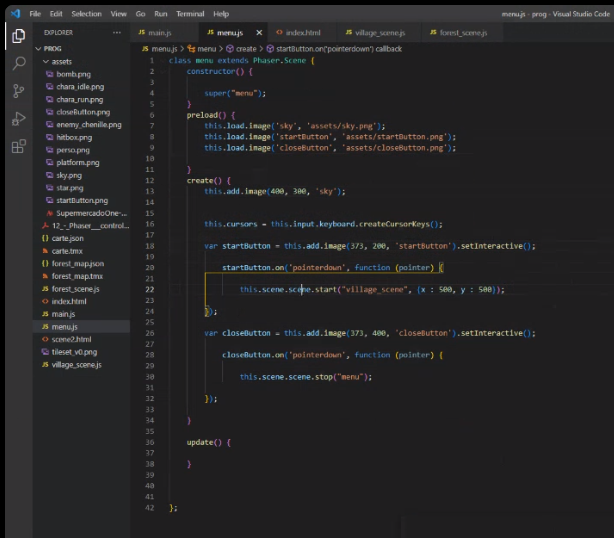 File Edit Selection View Go Run Terminal Help menu.js - prog - Visual Studio Code
EXPLORER ...
PROG
assets
bomb.png
chara_idle.png
chara_run.png
closeButton.png
enemy_chenille.png
hitbox.png
perso.png
platform.png
sky.png
star.png
startButton.png
SupermercadoOne-...
12_-_Phaser__control...
{} carte.json
carte.tmx
{} forest_map.json
forest_map.tmx
JS forest_scene.js
index.html
JS main.js
JS menu.js
scene2.html
tileset_v0.png
JS village_scene.js
JS main.js JS menu.js × index.html JS village_scene.js JS forest_scene.js
JS menu.js > menu > create > startButton.on('pointerdown') callback
1 class menu extends Phaser.Scene {
2 constructor() {
3
4 super("menu");
5 }
6 preload() {
7 this.load.image('sky', 'assets/sky.png');
8 this.load.image('startButton', 'assets/startButton.png');
9 this.load.image('closeButton', 'assets/closeButton.png');
10
11 }
12 create() {
13 this.add.image(400, 300, 'sky');
14
15
16 this.cursors = this.input.keyboard.createCursorKeys();
17
18 var startButton = this.add.image(373, 200, 'startButton').setInteractive();
19
20 startButton.on('pointerdown', function (pointer) {
21
22 this.scene.scene.start("village_scene", {x : 500, y : 500});
23
24 });
25
26 var closeButton = this.add.image(373, 400, 'closeButton').setInteractive();
27
28 closeButton.on('pointerdown', function (pointer) {
29
30 this.scene.scene.stop("menu");
31
32 });
33
34 }
35
36 update() {
37
38 }
39
40
41
42 };